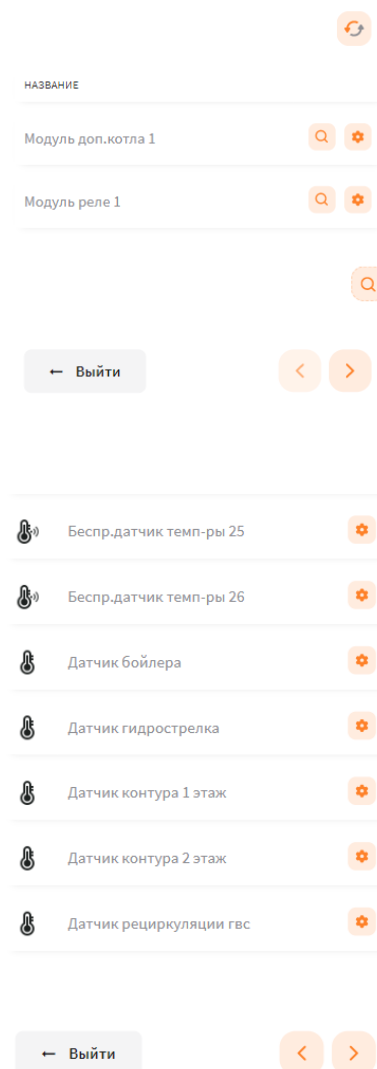 НАЗВАНИЕ
Модуль доп.котла 1
Модуль реле 1
← Выйти
Беспр.датчик темп-ры 25
Беспр.датчик темп-ры 26
Датчик бойлера
Датчик гидрострелка
Датчик контура 1 этаж
Датчик контура 2 этаж
Датчик рециркуляции гвс
← Выйти